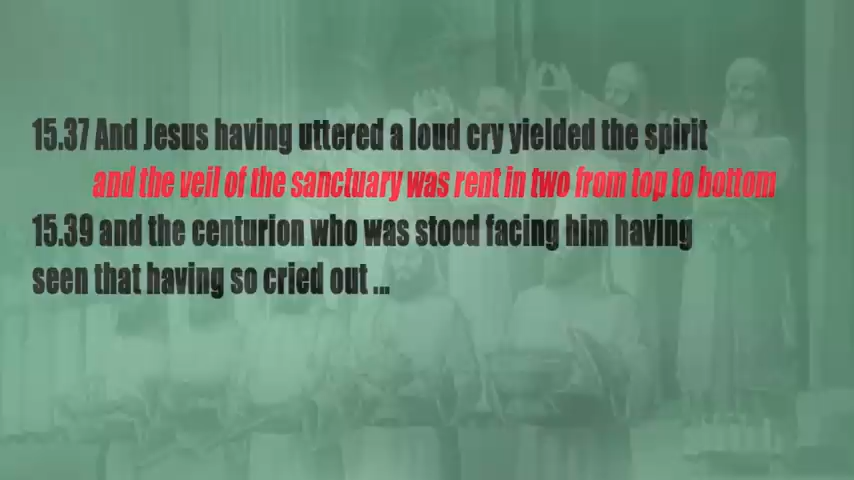 15.37 And Jesus having uttered a loud cry yielded the spirit
and the veil of the sanctuary was rent in two from top to bottom
15.39 and the centurion who was stood facing him having
seen that having so cried out ...